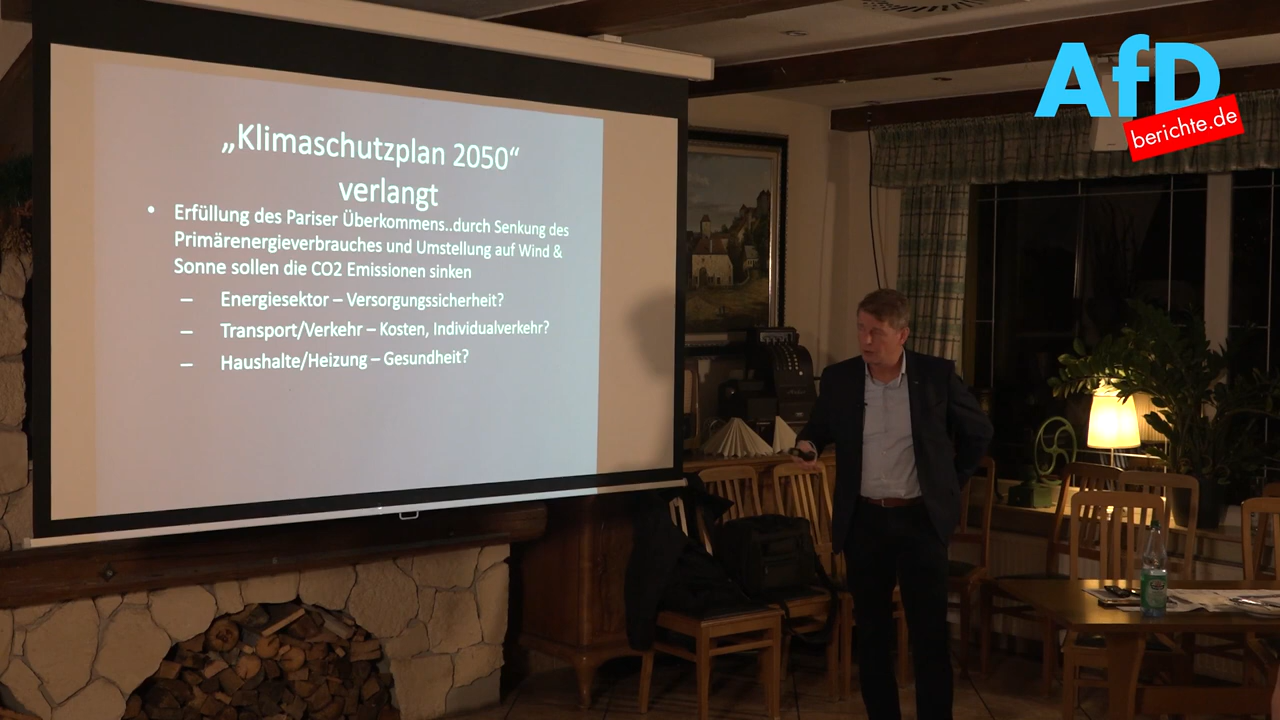 „Klimaschutzplan 2050“
verlangt
• Erfüllung des Pariser Überkommens..durch Senkung des
Primärenergieverbrauches und Umstellung auf Wind &
Sonne sollen die CO2 Emissionen sinken
– Energiesektor – Versorgungssicherheit?
– Transport/Verkehr – Kosten, Individualverkehr?
– Haushalte/Heizung – Gesundheit?
AfD
berichte.de